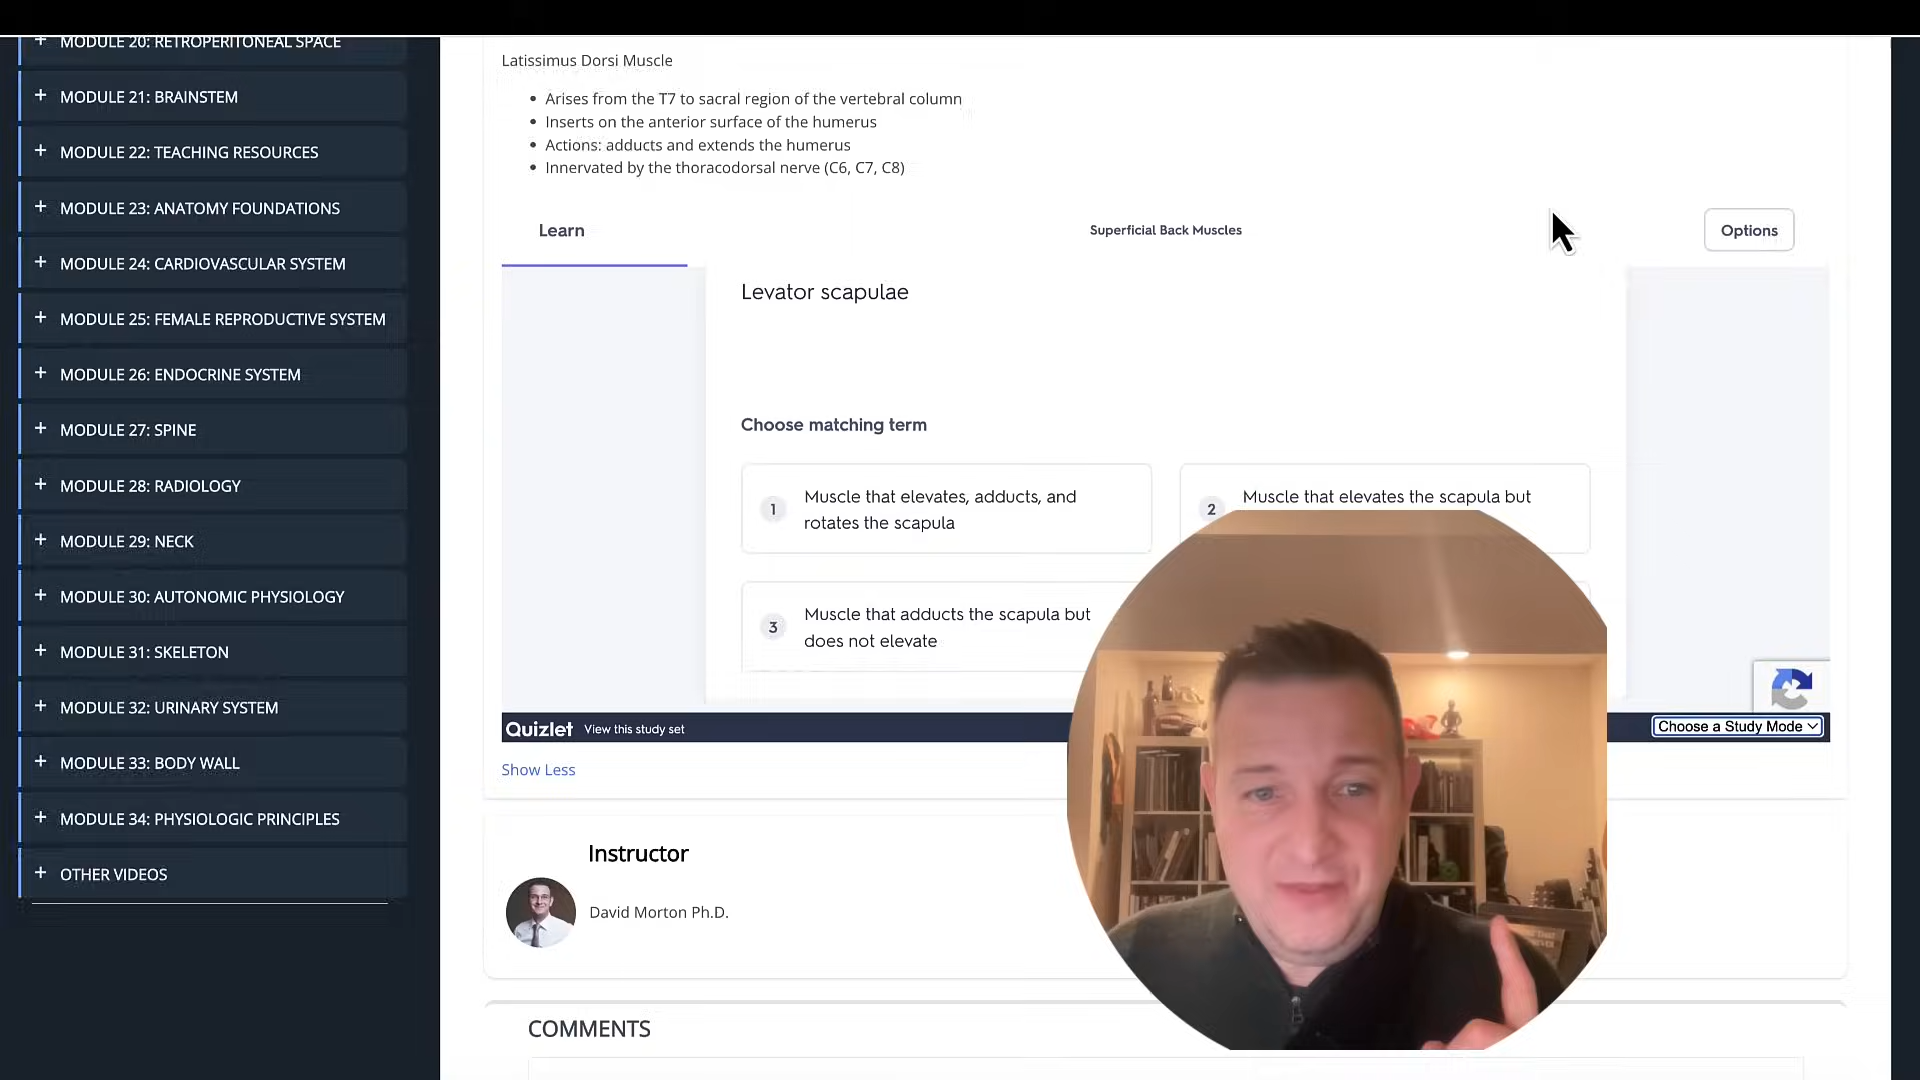 MODULE 20: RETROPERITONEAL SPACE
MODULE 21: BRAINSTEM
MODULE 22: TEACHING RESOURCES
MODULE 23: ANATOMY FOUNDATIONS
MODULE 24: CARDIOVASCULAR SYSTEM
MODULE 25: FEMALE REPRODUCTIVE SYSTEM
MODULE 26: ENDOCRINE SYSTEM
MODULE 27: SPINE
MODULE 28: RADIOLOGY
MODULE 29: NECK
MODULE 30: AUTONOMIC PHYSIOLOGY
MODULE 31: SKELETON
MODULE 32: URINARY SYSTEM
MODULE 33: BODY WALL
MODULE 34: PHYSIOLOGIC PRINCIPLES
OTHER VIDEOS
Latissimus Dorsi Muscle
• Arises from the T7 to sacral region of the vertebral column
• Inserts on the anterior surface of the humerus
• Actions: adducts and extends the humerus
• Innervated by the thoracodorsal nerve (C6, C7, C8)
Learn
Superficial Back Muscles
Options
Levator scapulae
Choose matching term
1
Muscle that elevates, adducts, and
rotates the scapula
2
Muscle that elevates the scapula but
3
Muscle that adducts the scapula but
does not elevate
Quizlet View this study set
Choose a Study Mode
Show Less
Instructor
David Morton Ph.D.
COMMENTS